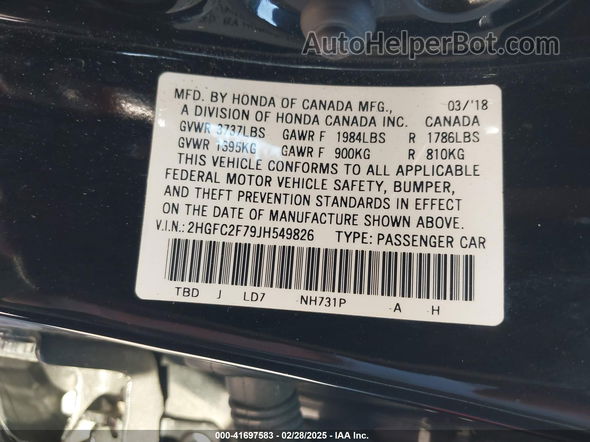 AutoHelperBot.com
MFD. BY HONDA OF CANADA MFG., 03/'18
A DIVISION OF HONDA CANADA INC. CANADA
GVWR 3737LBS GAWR F 1984LBS R 1786LBS
GVWR 1695KG GAWR F 900KG R 810KG
THIS VEHICLE CONFORMS TO ALL APPLICABLE
FEDERAL MOTOR VEHICLE SAFETY, BUMPER,
AND THEFT PREVENTION STANDARDS IN EFFECT
ON THE DATE OF MANUFACTURE SHOWN ABOVE.
V.I.N.: 2HGFC2F79JH549826 TYPE: PASSENGER CAR
TBD J LD7 NH731P A H
000-41697583 - 02/28/2025 - IAA Inc.